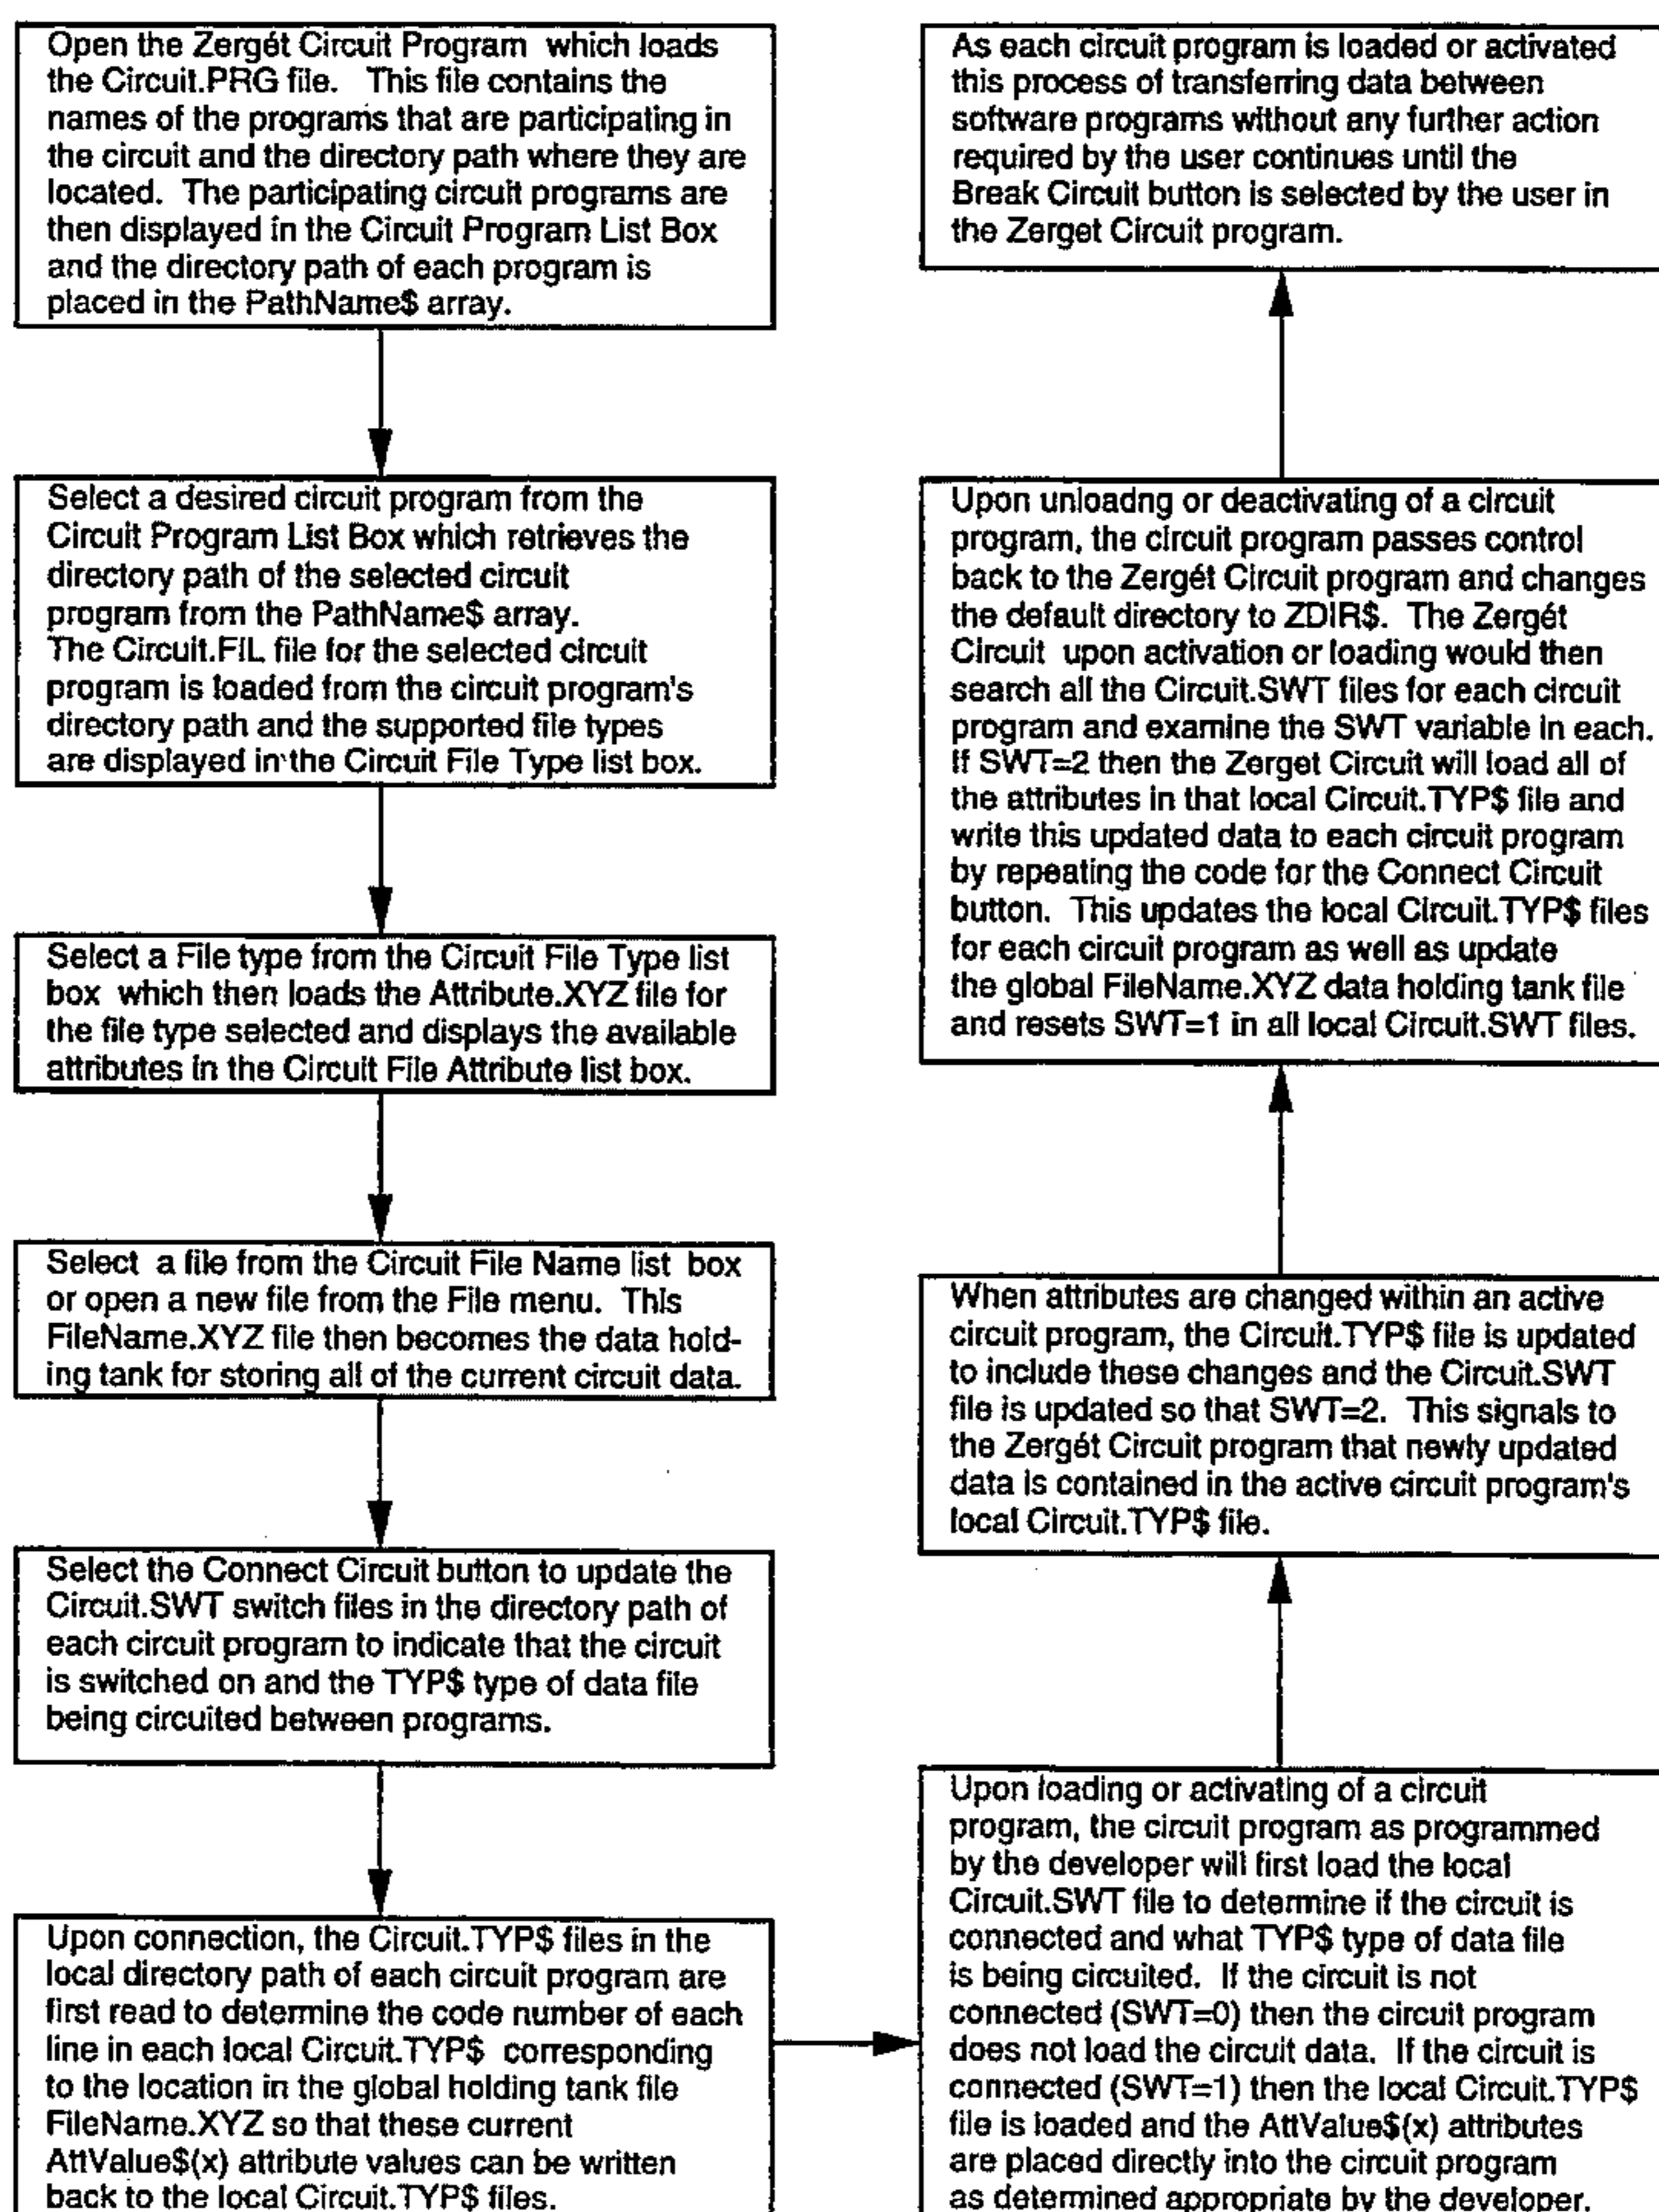 Open the Zergét Circuit Program which loads
the Circuit.PRG file. This file contains the
names of the programs that are participating in
the circuit and the directory path where they are
located. The participating circuit programs are
then displayed in the Circuit Program List Box
and the directory path of each program is
placed in the PathName$ array.
Select a desired circuit program from the
Circuit Program List Box which retrieves the
directory path of the selected circuit
program from the PathName$ array.
The Circuit.FIL file for the selected circuit
program is loaded from the circuit program's
directory path and the supported file types
are displayed in the Circuit File Type list box.
Select a File type from the Circuit File Type list
box which then loads the Attribute.XYZ file for
the file type selected and displays the available
attributes in the Circuit File Attribute list box.
Select a file from the Circuit File Name list box
or open a new file from the File menu. This
FileName.XYZ file then becomes the data hold-
ing tank for storing all of the current circuit data.
Select the Connect Circuit button to update the
Circuit.SWT switch files in the directory path of
each circuit program to indicate that the circuit
is switched on and the TYP$ type of data file
being circuited between programs.
Upon connection, the Circuit.TYP$ files in the
local directory path of each circuit program are
first read to determine the code number of each
line in each local Circuit.TYP$ corresponding
to the location in the global holding tank file
FileName.XYZ so that these current
AttValue$(x) attribute values can be written
back to the local Circuit.TYP$ files.
Upon loading or activating of a circuit
program, the circuit program as programmed
by the developer will first load the local
Circuit.SWT file to determine if the circuit is
connected and what TYP$ type of data file
is being circuited. If the circuit is not
connected (SWT=0) then the circuit program
does not load the circuit data. If the circuit is
connected (SWT=1) then the local Circuit.TYP$
file is loaded and the AttValue$(x) attributes
are placed directly into the circuit program
as determined appropriate by the developer.
When attributes are changed within an active
circuit program, the Circuit.TYP$ file is updated
to include these changes and the Circuit.SWT
file is updated so that SWT=2. This signals to
the Zergét Circuit program that newly updated
data is contained in the active circuit program's
local Circuit.TYP$ file.
Upon unloadng or deactivating of a circuit
program, the circuit program passes control
back to the Zergét Circuit program and changes
the default directory to ZDIR$. The Zergét
Circuit upon activation or loading would then
search all the Circuit.SWT files for each circuit
program and examine the SWT variable in each.
If SWT=2 then the Zerget Circuit will load all of
the attributes in that local Circuit.TYP$ file and
write this updated data to each circuit program
by repeating the code for the Connect Circuit
button. This updates the local Circuit.TYP$ files
for each circuit program as well as update
the global FileName.XYZ data holding tank file
and resets SWT=1 in all local Circuit.SWT files.
As each circuit program is loaded or activated
this process of transferring data between
software programs without any further action
required by the user continues until the
Break Circuit button is selected by the user in
the Zerget Circuit program.